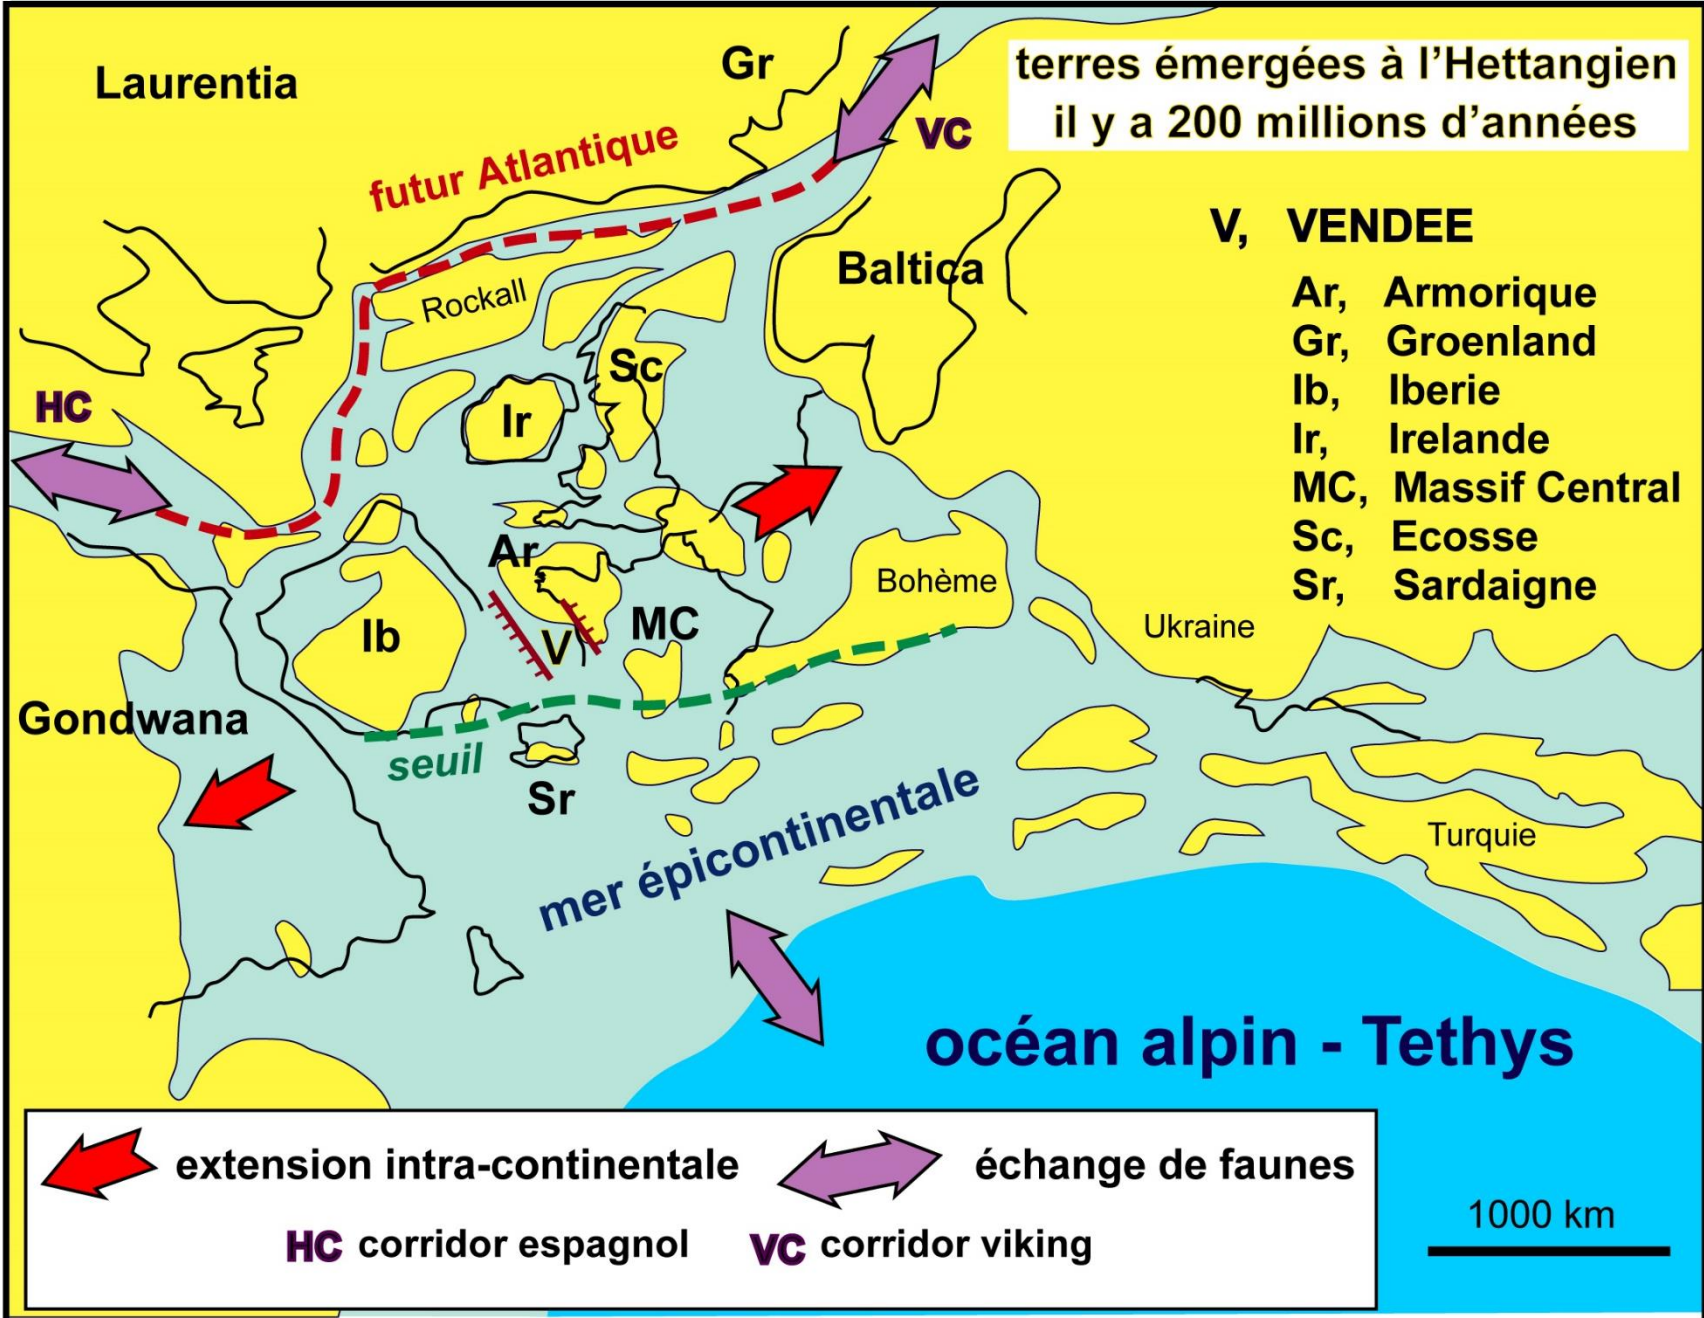 Laurentia
Gr
terres émergées à l'Hettangien
il y a 200 millions d'années
VC
futur Atlantique
V, VENDEE
Baltica
Ar, Armorique
Rockall
Gr, Groenland
Sc
Ib, Iberie
HC
Ir
Ir, Irelande
MC, Massif Central
Sc, Ecosse
Ar
Bohème
Sr, Sardaigne
Ib
V
MC
Ukraine
Gondwana
seuil
Sr
mer épicontinentale
Turquie
océan alpin - Tethys
extension intra-continentale
échange de faunes
HC corridor espagnol
VC corridor viking
1000 km